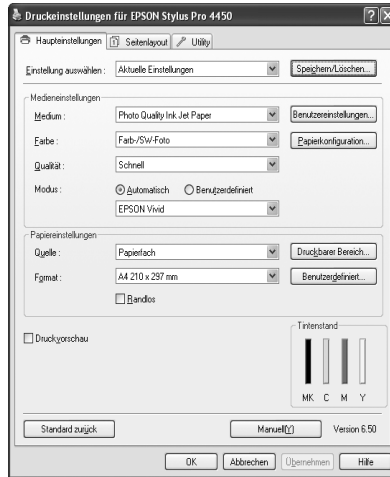 Druckeinstellungen für EPSON Stylus Pro 4450
Haupteinstellungen Seitenlayout Utility
Einstellung auswählen : Aktuelle Einstellungen Speichern/Löschen...
Medieneinstellungen
Medium : Photo Quality Ink Jet Paper Benutzereinstellungen...
Farbe : Farb-/SW-Foto Papierkonfiguration...
Qualität : Schnell
Modus : Automatisch Benutzerdefiniert
EPSON Vivid
Papiereinstellungen
Quelle : Papierfach Druckbarer Bereich...
Format : A4 210 x 297 mm Benutzerdefiniert...
Randlos
Druckvorschau
Tintenstand
MK C M Y
Standard zurück Manuell(Y) Version 6.50
OK Abbrechen Übernehmen Hilfe